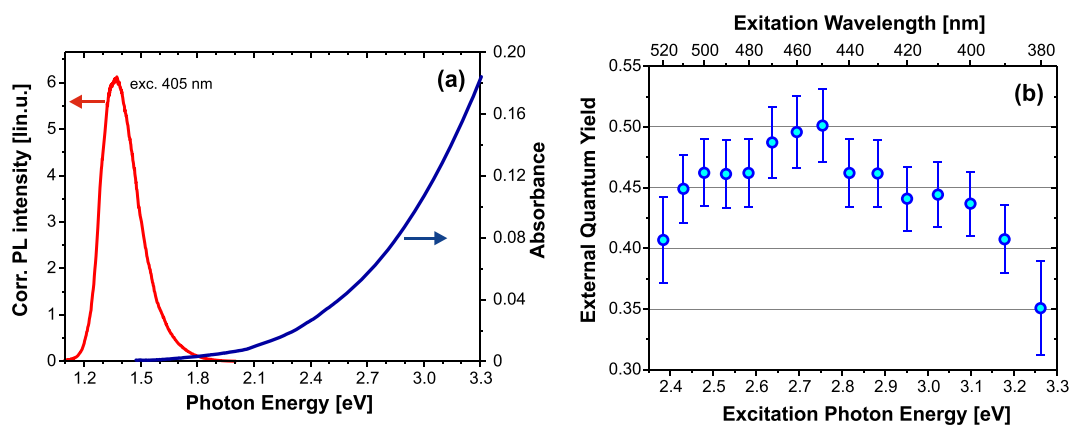 (a)
exc. 405 nm
Corr. PL intensity [lin.u.]
6
5
4
3
2
1
0
0.20
0.16
0.12
0.08
0.04
0
Absorbance
1.2 1.5 1.8 2.1 2.4 2.7 3.0 3.3
Photon Energy [eV]
Exitation Wavelength [nm]
520 500 480 460 440 420 400 380
(b)
External Quantum Yield
0.55
0.50
0.45
0.40
0.35
0.30
2.4 2.5 2.6 2.7 2.8 2.9 3.0 3.1 3.2 3.3
Excitation Photon Energy [eV]